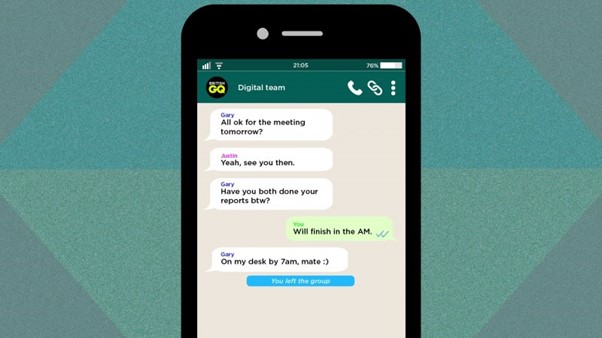 21:05
76%
BRITISH
GQ
Digital team
Gary
All ok for the meeting
tomorrow?
Justin
Yeah, see you then.
Gary
Have you both done your
reports btw?
You
Will finish in the AM.
Gary
On my desk by 7am, mate :)
You left the group